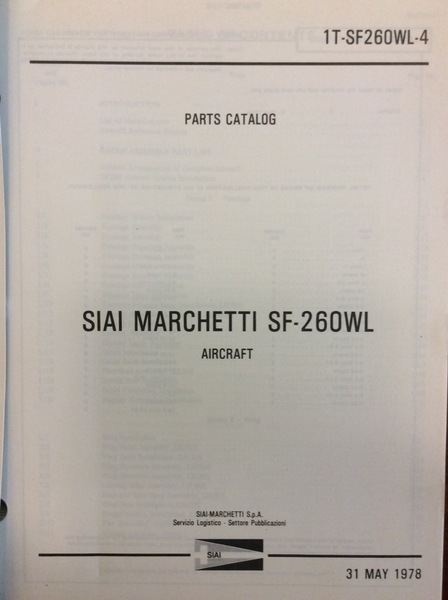 1T-SF260WL-4
PARTS CATALOG
SIAI MARCHETTI SF-260WL
AIRCRAFT
SIAI-MARCHETTI S.p.A.
Servizio Logistico - Settore Pubblicazioni
SIAI
31 MAY 1978